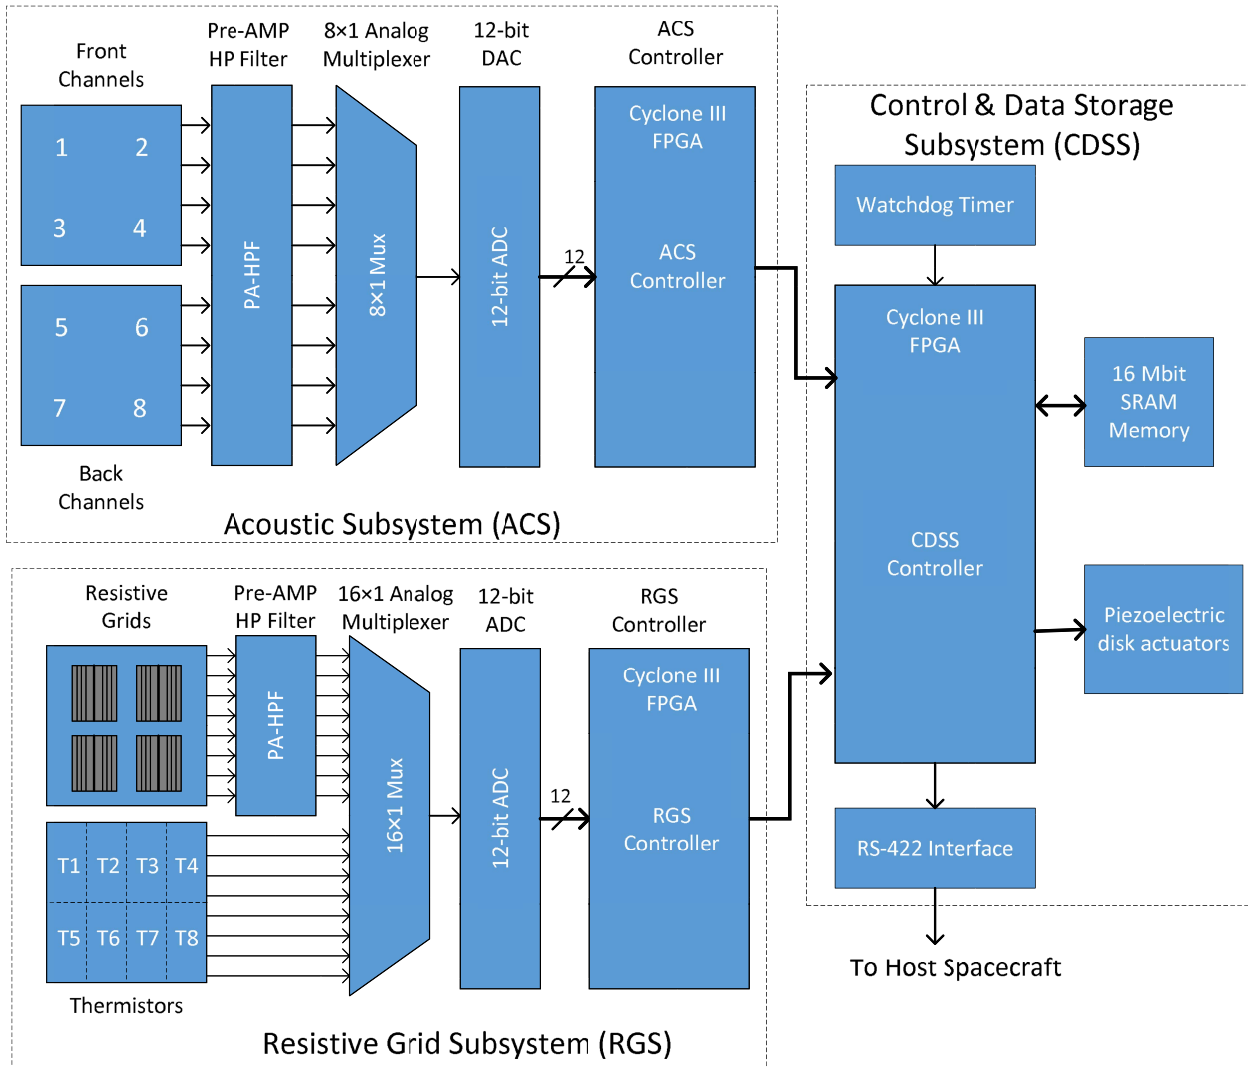 Front
Channels
Pre-AMP
HP Filter
8×1 Analog
Multiplexer
12-bit
DAC
ACS
Controller
1 2
3 4
5 6
7 8
Back
Channels
PA-HPF
8×1 Mux
12-bit ADC
12
Cyclone III
FPGA
ACS
Controller
Acoustic Subsystem (ACS)
Resistive
Grids
Pre-AMP
HP Filter
16×1 Analog
Multiplexer
12-bit
ADC
RGS
Controller
PA-HPF
16×1 Mux
12-bit ADC
12
Cyclone III
FPGA
RGS
Controller
T1 T2 T3 T4
T5 T6 T7 T8
Thermistors
Resistive Grid Subsystem (RGS)
Control & Data Storage
Subsystem (CDSS)
Watchdog Timer
Cyclone III
FPGA
CDSS
Controller
16 Mbit
SRAM
Memory
Piezoelectric
disk actuators
RS-422 Interface
To Host Spacecraft